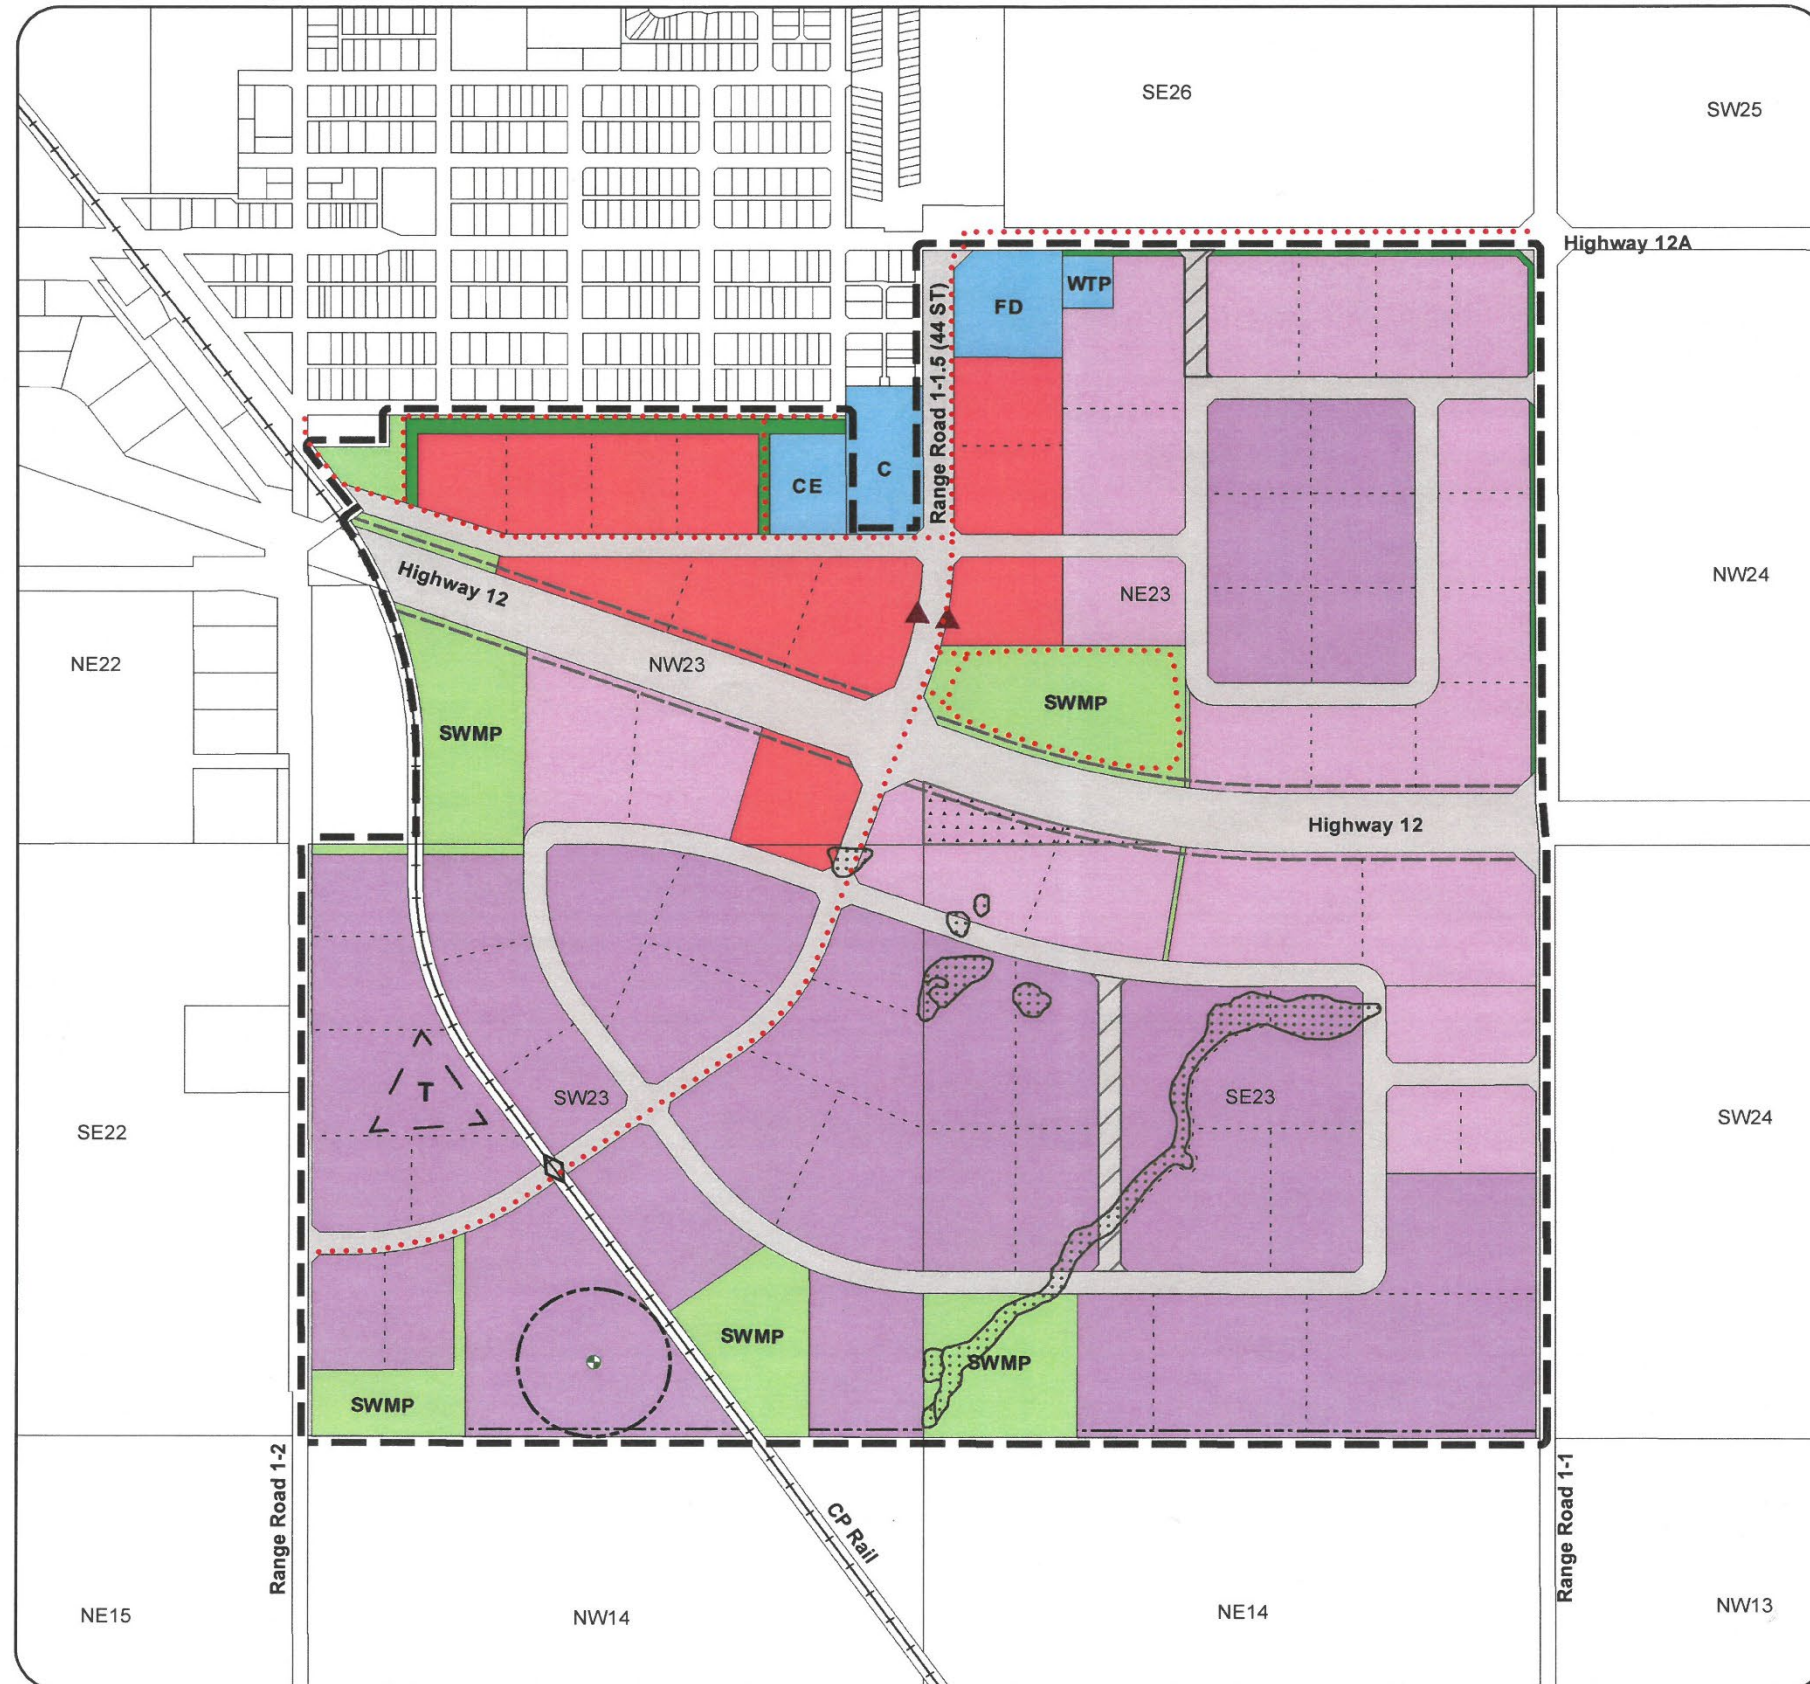 SE26
SW25
Highway 12A
WTP
FD
Range Road 1-1.5 (44 ST)
C
CE
Highway 12
NE23
NW24
NE22
NW23
SWMP
SWMP
Highway 12
T
SW23
SE23
SE22
SW24
SWMP
SWMP
SWMP
Range Road 1-2
CP Rail
Range Road 1-1
NE15
NW14
NE14
NW13